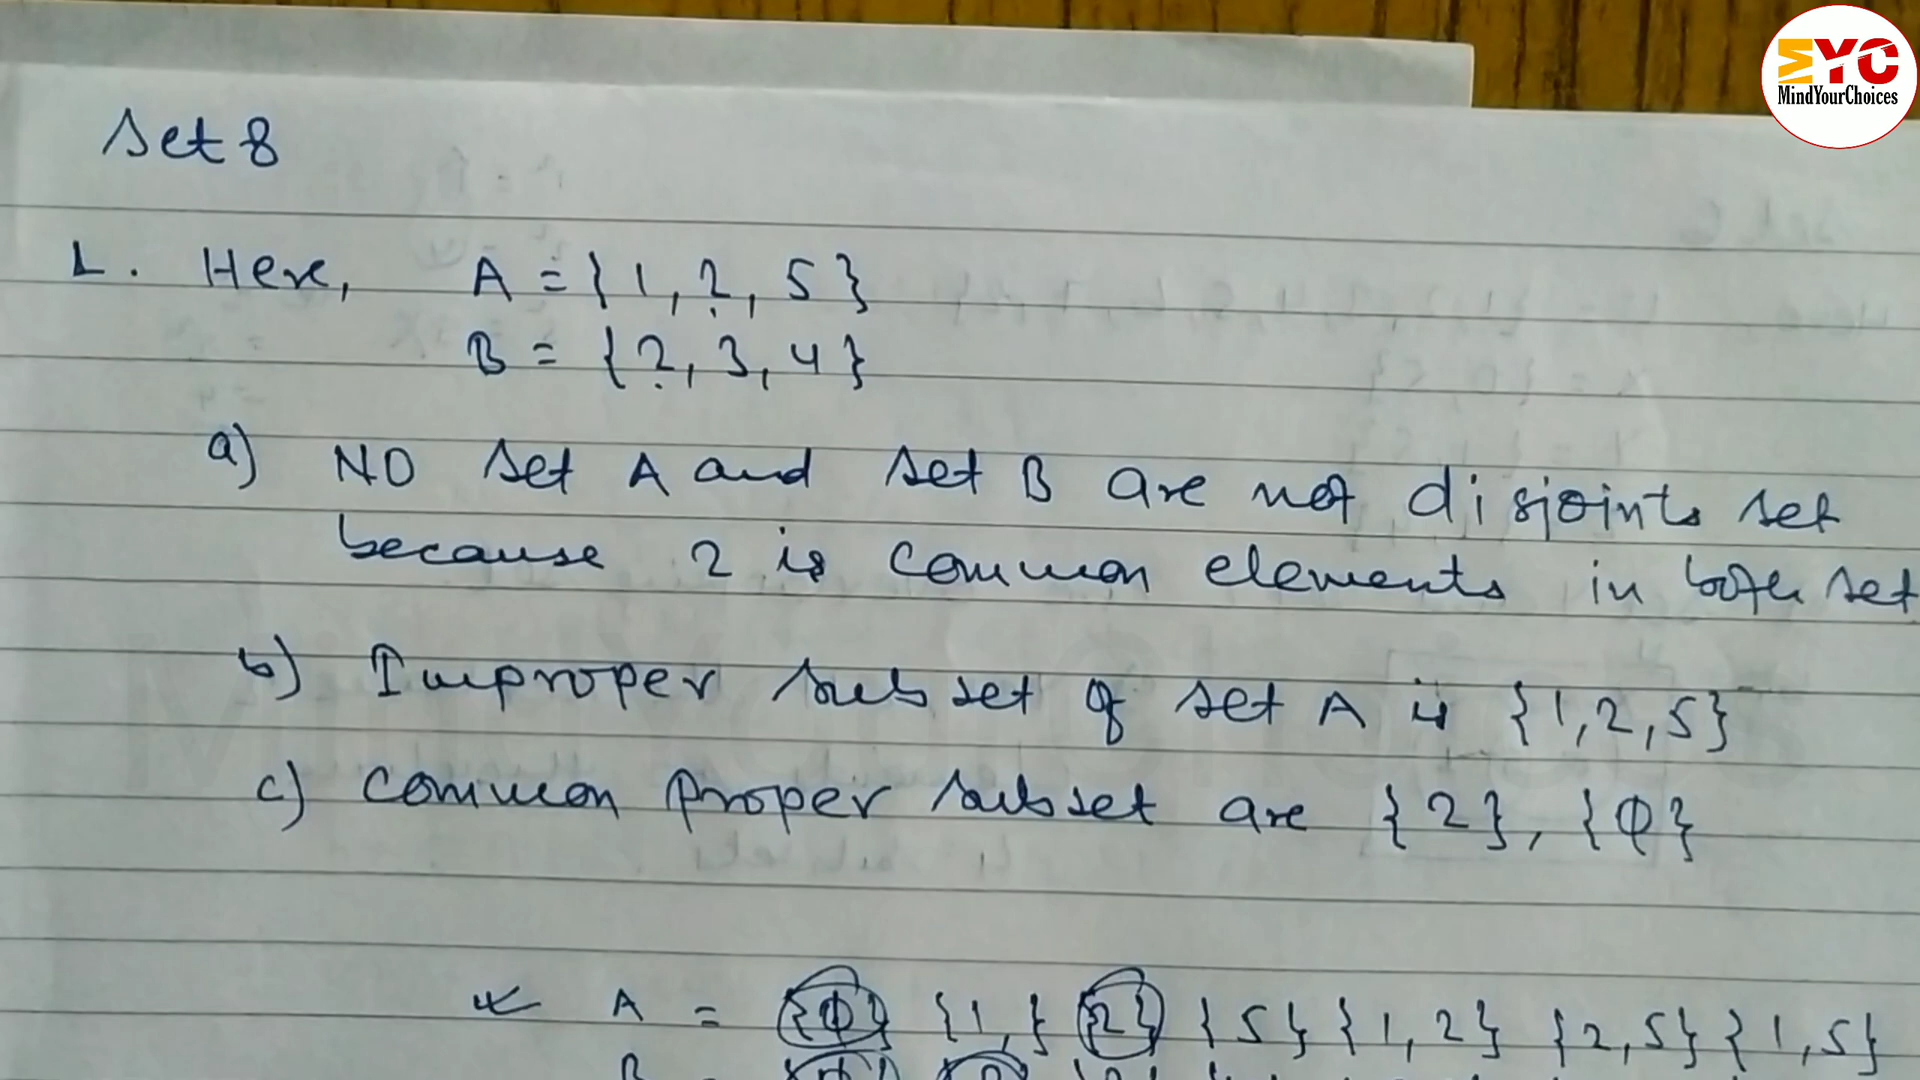 MYC
MindYourChoices
Set 8
1. Here, A = {1, 2, 5}
B = {2, 3, 4}
a) NO set A and set B are not disjoints set
because 2 is common elements in both set
b) Improper subset of set A is {1,2,5}
c) Common proper subset are {2}, {φ}
A = {φ} {1,} {2} {5} {1,2} {2,5} {1,5}
B =